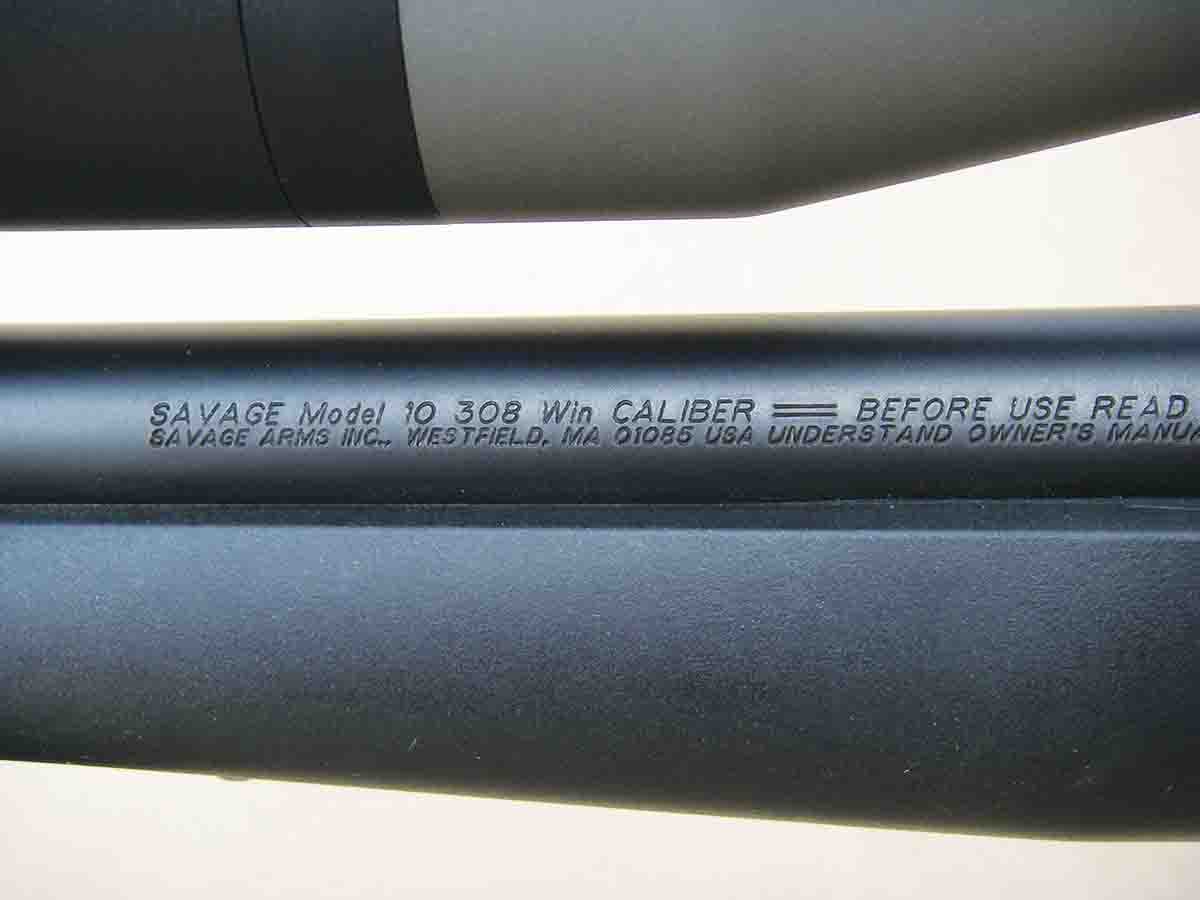 SAVAGE Model 10 308 Win CALIBER BEFORE USE READ
SAVAGE ARMS INC., WESTFIELD, MA 01085 USA UNDERSTAND OWNER'S MANUA